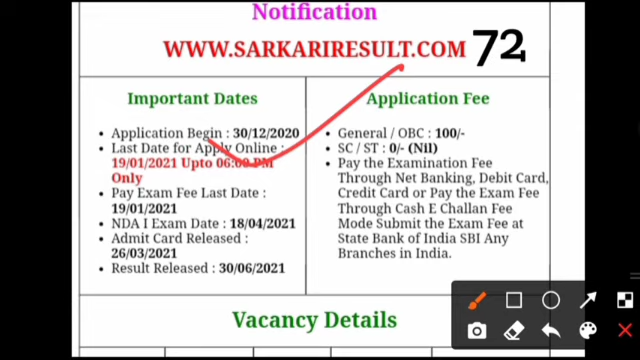 Notification
WWW.SARKARIRESULT.COM 72
Important Dates
• Application Begin : 30/12/2020
• Last Date for Apply Online :
19/01/2021 Upto 06:00 PM
Only
• Pay Exam Fee Last Date :
19/01/2021
• NDA I Exam Date : 18/04/2021
• Admit Card Released :
26/03/2021
• Result Released : 30/06/2021
Application Fee
• General / OBC : 100/-
• SC / ST : 0/- (Nil)
• Pay the Examination Fee
Through Net Banking, Debit Card,
Credit Card or Pay the Exam Fee
Through Cash E Challan Fee
Mode Submit the Exam Fee at
State Bank of India SBI Any
Branches in India.
Vacancy Details